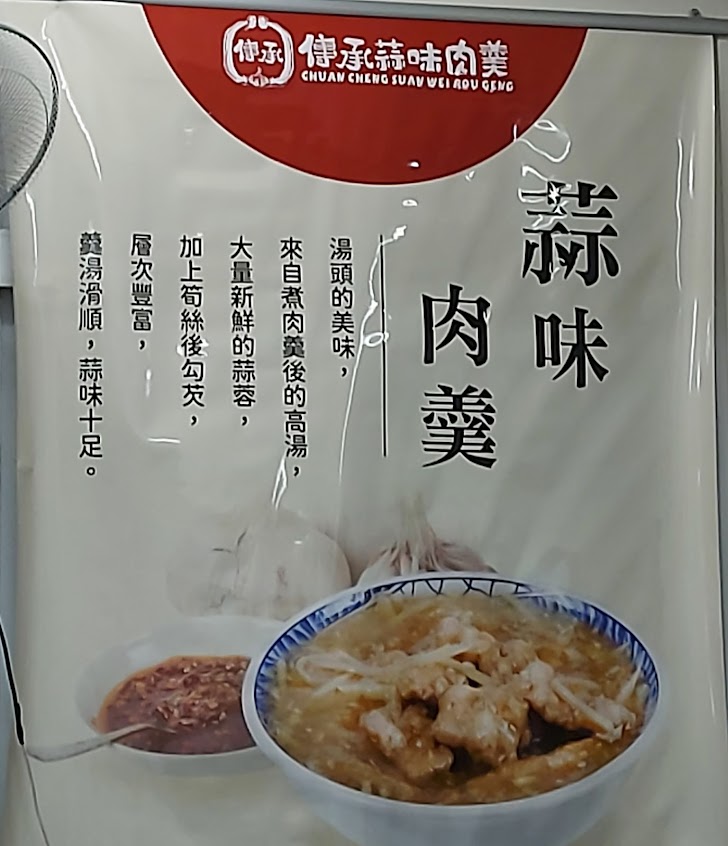 傳承
傳承蒜味肉羹
CHUAN CHENG SUAN WEI ROU GENG
蒜味
肉羹
湯頭的美味，
來自煮肉羹後的高湯，
大量新鮮的蒜蓉，
加上筍絲後勾芡，
層次豐富，
羹湯滑順，蒜味十足。